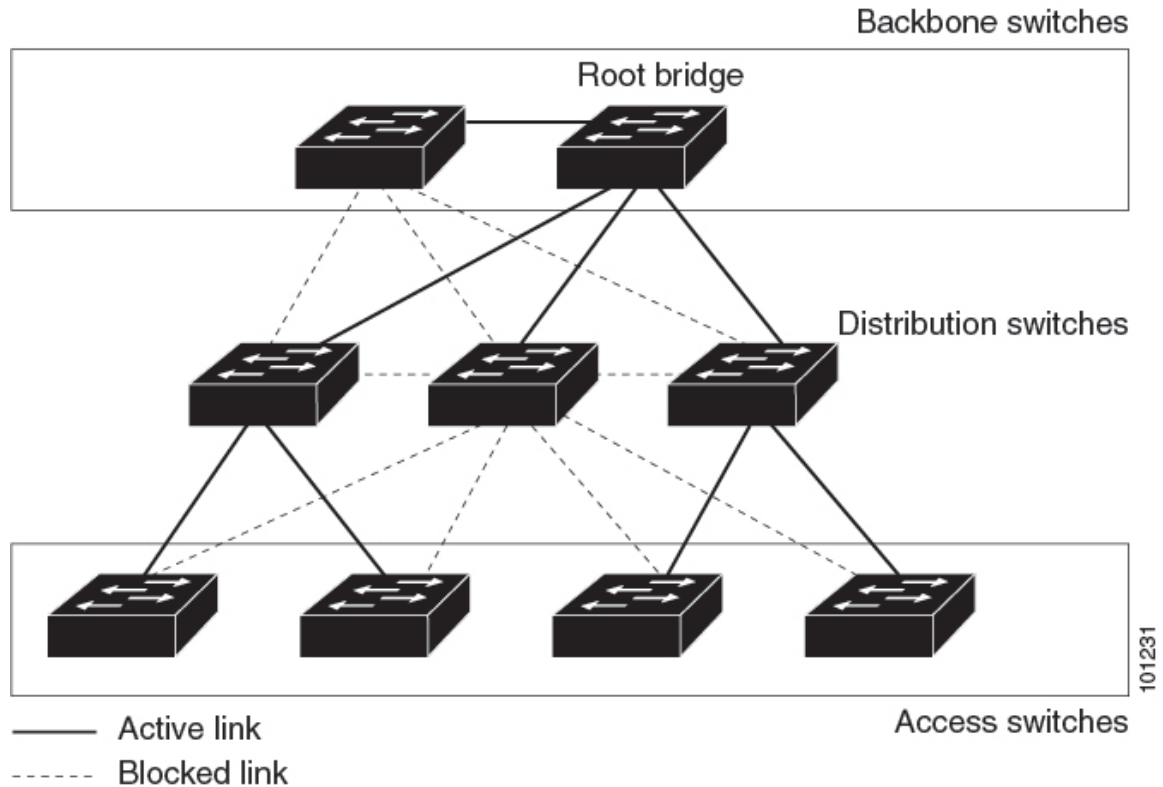 Backbone switches
Root bridge
Distribution switches
101231
Access switches
Active link
Blocked link